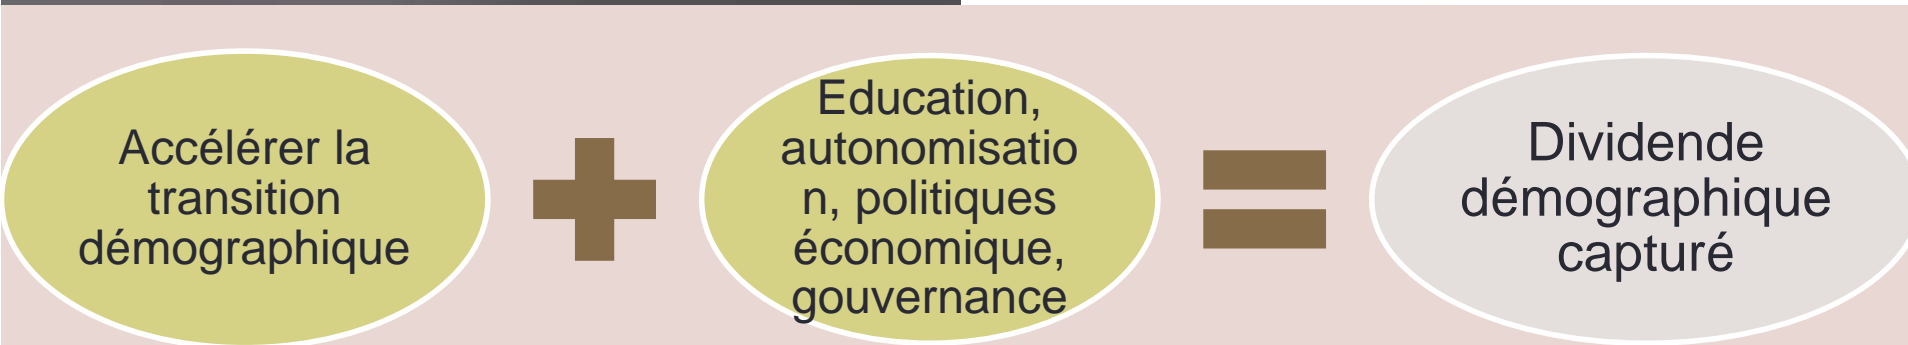 Accélérer la
transition
démographique
Education,
autonomisatio
n, politiques
économique,
gouvernance
Dividende
démographique
capturé